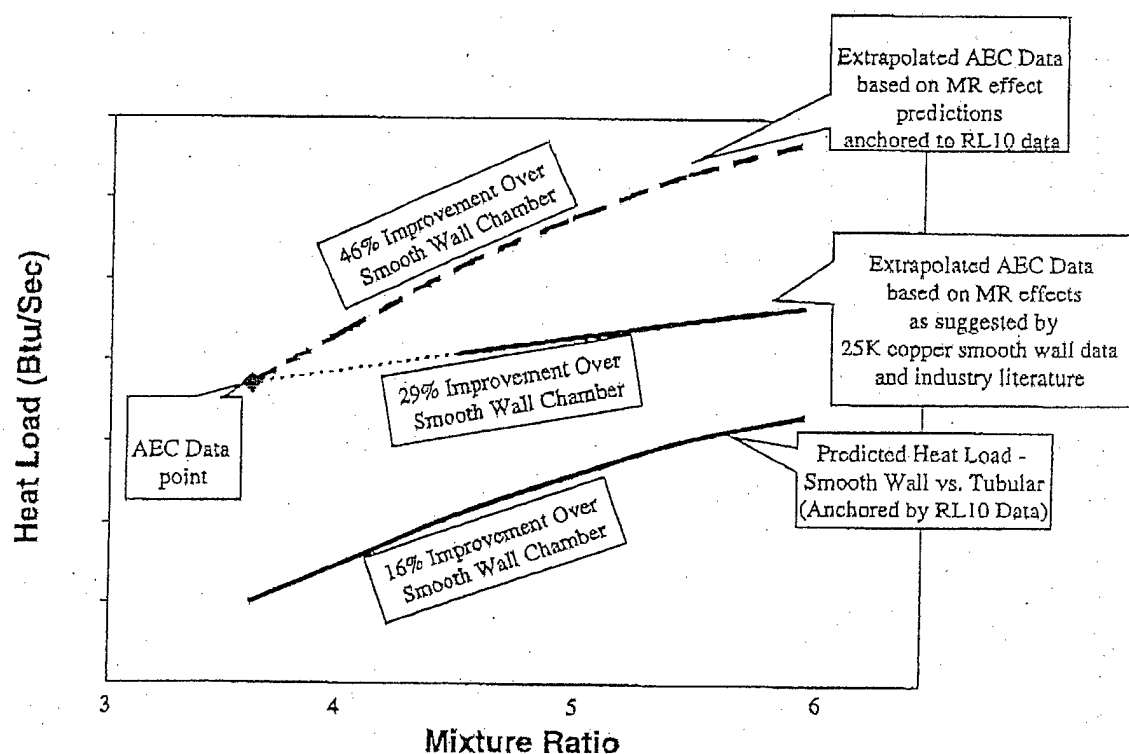 Extrapolated AEC Data
based on MR effect
predictions
anchored to RL10 data
46% Improvement Over
Smooth Wall Chamber
Extrapolated AEC Data
based on MR effects
as suggested by
25K copper smooth wall data
and industry literature
29% Improvement Over
Smooth Wall Chamber
AEC Data
point
Predicted Heat Load -
Smooth Wall vs. Tubular
(Anchored by RL10 Data)
16% Improvement Over
Smooth Wall Chamber
Heat Load (Btu/Sec)
3 4 5 6
Mixture Ratio